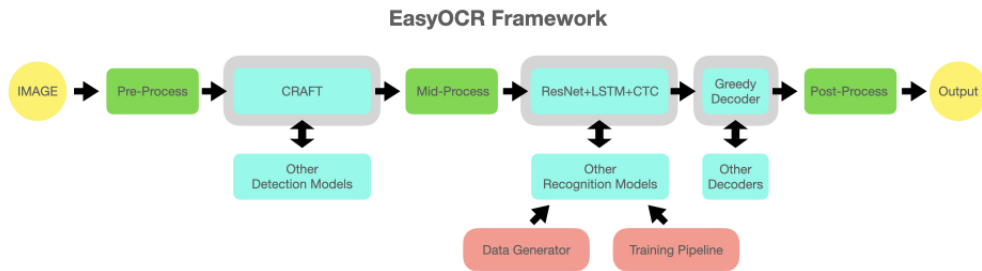 EasyOCR Framework
IMAGE
Pre-Process
CRAFT
Mid-Process
ResNet+LSTM+CTC
Greedy
Decoder
Post-Process
Output
Other
Detection Models
Other
Recognition Models
Other
Decoders
Data Generator
Training Pipeline